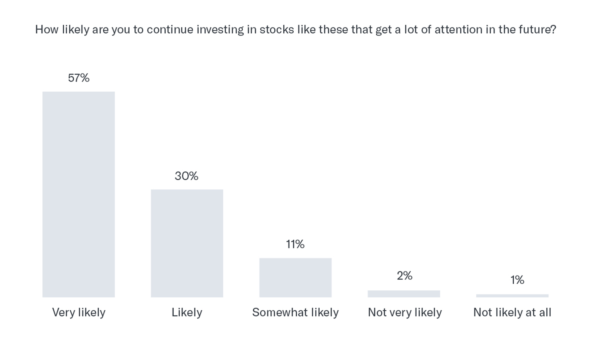 How likely are you to continue investing in stocks like these that get a lot of attention in the future?
57%
30%
11%
2%
1%
Very likely
Likely
Somewhat likely
Not very likely
Not likely at all